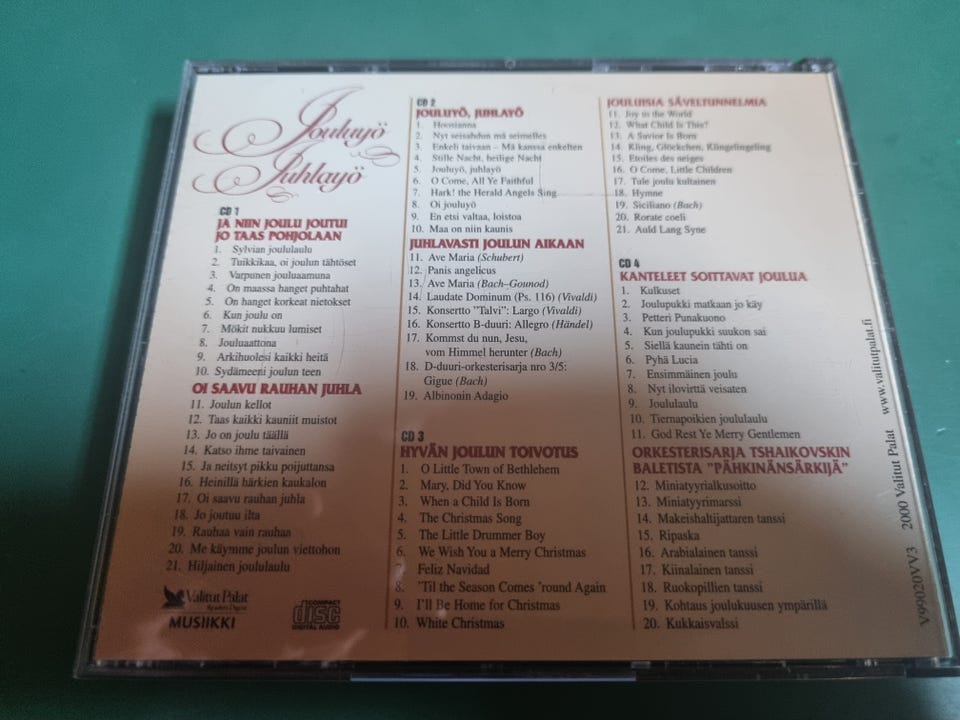 Jouluyö
Juhlayö
CD 1
JA NIIN JOULU JOUTUI
JO TAAS POHJOLAAN
1. Sylvian joululaulu
2. Tuikkikaa, oi joulun tähtöset
3. Varpunen jouluaamuna
4. On maassa hanget puhtahat
5. On hanget korkeat nietokset
6. Kun joulu on
7. Mökit nukkuu lumiset
8. Jouluaattona
9. Arkihuolesi kaikki heitä
10. Sydämeeni joulun teen
OI SAAVU RAUHAN JUHLA
11. Joulun kellot
12. Taas kaikki kauniit muistot
13. Jo on joulu täällä
14. Katso ihme taivainen
15. Ja neitsyt pikku poijuttansa
16. Heinillä härkien kaukalon
17. Oi saavu rauhan juhla
18. Jo joutuu ilta
19. Rauhaa vain rauhan
20. Me käymme joulun viettohon
21. Hiljainen joululaulu
Valitut Palat
Reader's Digest
MUSIIKKI
COMPACT
disc
DIGITAL AUDIO
CD 2
JOULUYÖ, JUHLAYÖ
1. Hoosianna
2. Nyt seisahdun mä seimelles
3. Enkeli taivaan – Mä kanssa enkelten
4. Stille Nacht, heilige Nacht
5. Jouluyö, juhlayö
6. O Come, All Ye Faithful
7. Hark! the Herald Angels Sing
8. Oi jouluyö
9. En etsi valtaa, loistoa
10. Maa on niin kaunis
JUHLAVASTI JOULUN AIKAAN
11. Ave Maria (Schubert)
12. Panis angelicus
13. Ave Maria (Bach–Gounod)
14. Laudate Dominum (Ps. 116) (Vivaldi)
15. Konsertto ”Talvi”: Largo (Vivaldi)
16. Konsertto B-duuri: Allegro (Händel)
17. Kommst du nun, Jesu,
vom Himmel herunter (Bach)
18. D-duuri-orkesterisarja nro 3/5:
Gigue (Bach)
19. Albinonin Adagio
CD 3
HYVÄN JOULUN TOIVOTUS
1. O Little Town of Bethlehem
2. Mary, Did You Know
3. When a Child Is Born
4. The Christmas Song
5. The Little Drummer Boy
6. We Wish You a Merry Christmas
7. Feliz Navidad
8. ’Til the Season Comes ’round Again
9. I’ll Be Home for Christmas
10. White Christmas
JOULUISIA SÄVELTUNNELMIA
11. Joy to the World
12. What Child Is This?
13. A Savior Is Born
14. Kling, Glöckchen, Klingelingeling
15. Etoiles des neiges
16. O Come, Little Children
17. Tule joulu kultainen
18. Hymne
19. Siciliano (Bach)
20. Rorate coeli
21. Auld Lang Syne
CD 4
KANTELEET SOITTAVAT JOULUA
1. Kulkuset
2. Joulupukki matkaan jo käy
3. Petteri Punakuono
4. Kun joulupukki suukon sai
5. Siellä kaunein tähti on
6. Pyhä Lucia
7. Ensimmäinen joulu
8. Nyt ilovirttä veisaten
9. Joululaulu
10. Tiernapoikien joululaulu
11. God Rest Ye Merry Gentlemen
ORKESTERISARJA TSHAIKOVSKIN
BALETISTA ”PÄHKINÄNSÄRKIJÄ”
12. Miniatyyrialkusoitto
13. Miniatyyrimarssi
14. Makeishaltijattaren tanssi
15. Ripaska
16. Arabialainen tanssi
17. Kiinalainen tanssi
18. Ruokopillien tanssi
19. Kohtaus joulukuusen ympärillä
20. Kukkaisvalssi
V99020VV3 2000 Valitut Palat www.valitutpalat.fi